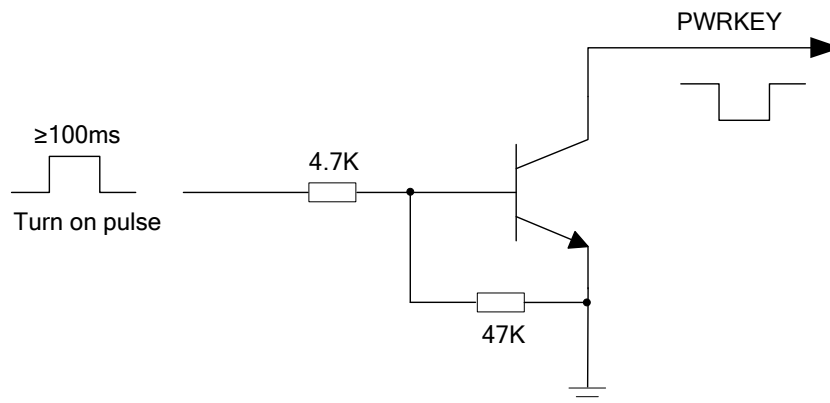 PWRKEY
≥100ms
4.7K
Turn on pulse
47K